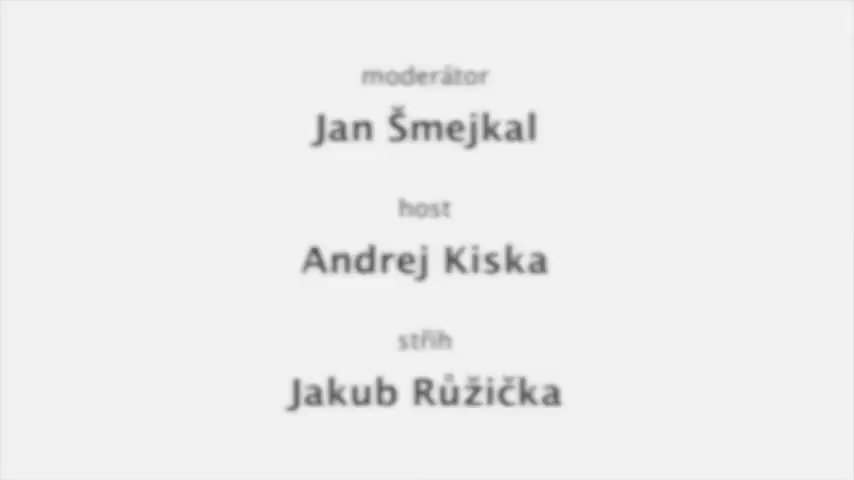 moderátor
Jan Šmejkal
host
Andrej Kiska
střih
Jakub Růžička